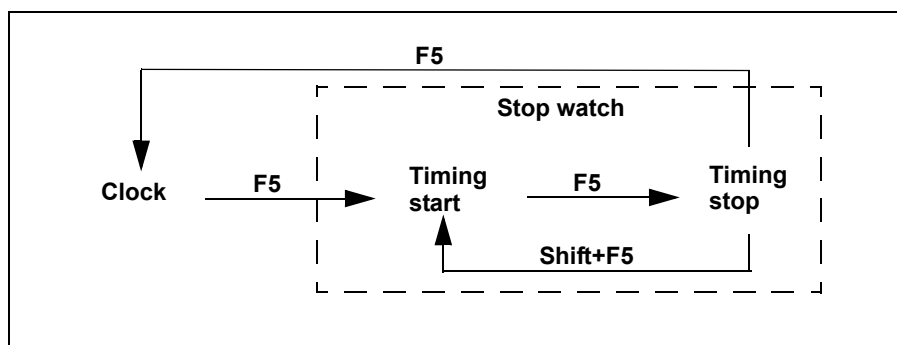 F5
Stop watch
Clock
F5
Timing
start
F5
Timing
stop
Shift+F5